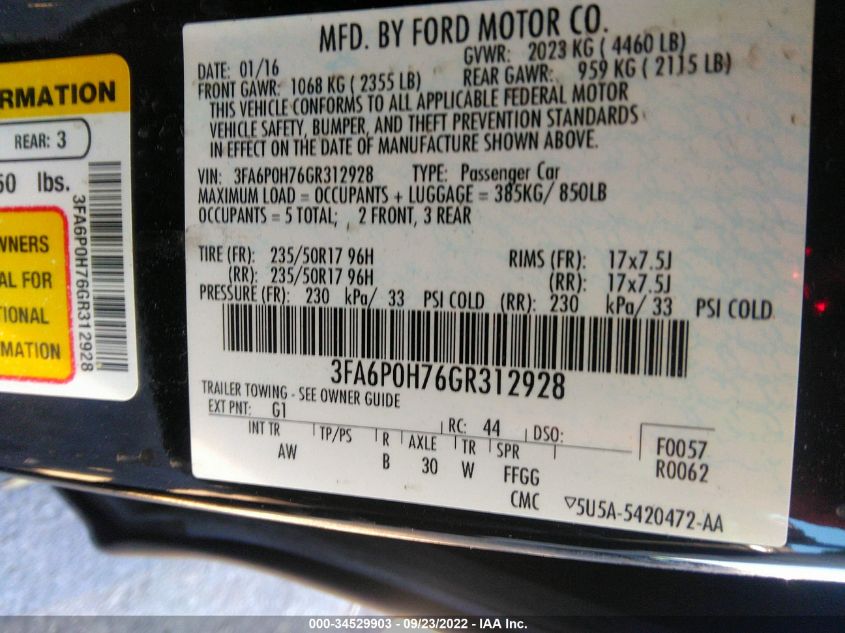 MFD. BY FORD MOTOR CO.
DATE: 01/16 GVWR: 2023 KG ( 4460 LB)
FRONT GAWR: 1068 KG ( 2355 LB) REAR GAWR: 959 KG ( 2115 LB)
THIS VEHICLE CONFORMS TO ALL APPLICABLE FEDERAL MOTOR
VEHICLE SAFETY, BUMPER, AND THEFT PREVENTION STANDARDS
IN EFFECT ON THE DATE OF MANUFACTURE SHOWN ABOVE.
VIN: 3FA6P0H76GR312928 TYPE: Passenger Car
MAXIMUM LOAD = OCCUPANTS + LUGGAGE = 385KG/ 850LB
OCCUPANTS = 5 TOTAL; 2 FRONT, 3 REAR
TIRE (FR): 235/50R17 96H RIMS (FR): 17x7.5J
(RR): 235/50R17 96H (RR): 17x7.5J
PRESSURE (FR): 230 kPa/ 33 PSI COLD (RR): 230 kPa/ 33 PSI COLD
3FA6P0H76GR312928
TRAILER TOWING - SEE OWNER GUIDE
EXT PNT: G1 RC: 44 DSO: F0057
INT TR TP/PS R AXLE TR SPR R0062
AW B 30 W FFGG
CMC ▽5U5A-5420472-AA
ORMATION
REAR: 3
50 lbs.
3FA6P0H76GR312928
OWNERS
AL FOR
TIONAL
MATION
000-34529903 - 09/23/2022 - IAA Inc.